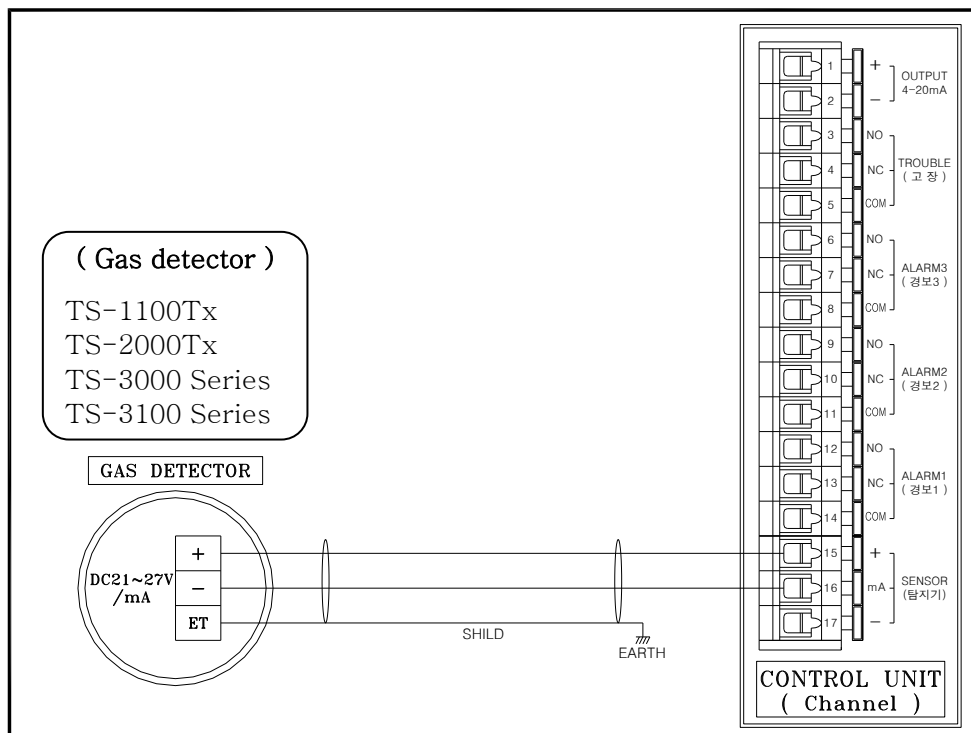 ( Gas detector )
TS-1100Tx
TS-2000Tx
TS-3000 Series
TS-3100 Series
GAS DETECTOR
DC21~27V
/mA
+
−
ET
SHILD
EARTH
1 +
2 −
OUTPUT
4-20mA
3 NO
4 NC
5 COM
TROUBLE
( 고 장 )
6 NO
7 NC
8 COM
ALARM3
( 경보3 )
9 NO
10 NC
11 COM
ALARM2
( 경보2 )
12 NO
13 NC
14 COM
ALARM1
( 경보1 )
15 +
16 mA
17 −
SENSOR
(탐지기)
CONTROL UNIT
( Channel )